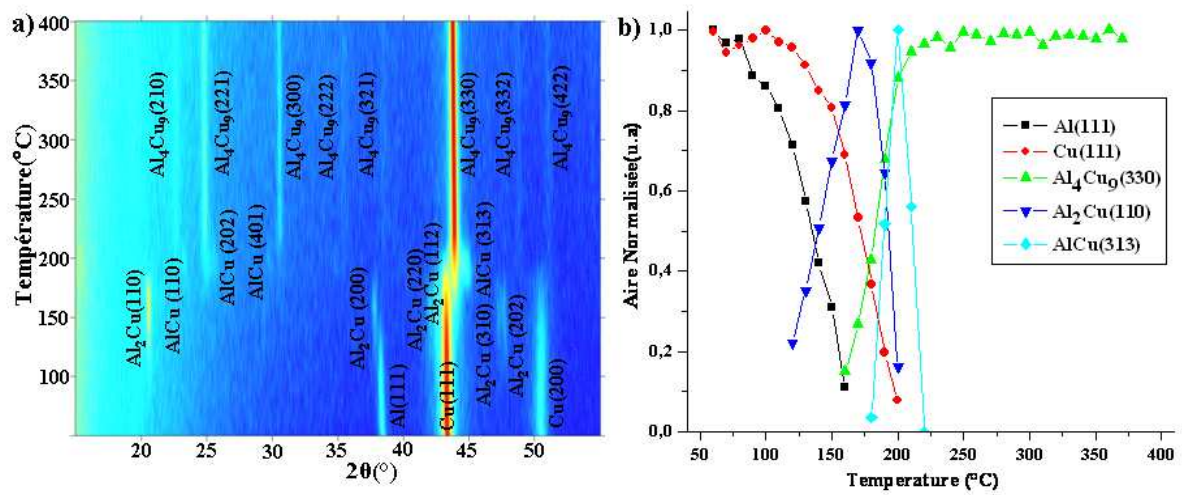 a)
Température(°C)
400
350
300
250
200
150
100
20
25
30
35
40
45
50
2θ(°)
Al₄Cu₉(210)
Al₄Cu₉(221)
Al₄Cu₉(300)
Al₄Cu₉(222)
Al₄Cu₉(321)
Al₄Cu₉(330)
Al₄Cu₉(332)
Al₄Cu₉(422)
Al₂Cu(110)
AlCu (110)
AlCu (202)
AlCu (401)
Al₂Cu (200)
Al(111)
Al₂Cu (220)
Al₂Cu (112)
Cu(111)
AlCu (313)
Al₂Cu (310)
Al₂Cu (202)
Cu(200)
b)
Aire Normalisée(u.a)
1,0
0,8
0,6
0,4
0,2
0,0
50
100
150
200
250
300
350
400
Temperature (°C)
Al(111)
Cu(111)
Al₄Cu₉(330)
Al₂Cu(110)
AlCu(313)